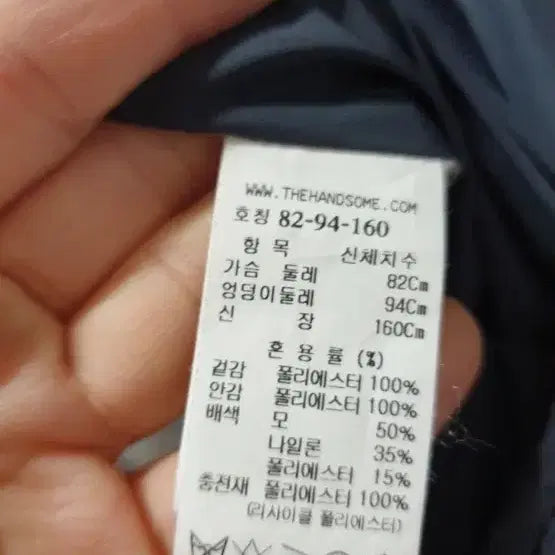 WWW.THEHANDSOME.COM
호칭 82-94-160
항 목 신체치수
가슴 둘레 82Cm
엉덩이둘레 94Cm
신 장 160Cm
혼 용 률 (%)
겉감 폴리에스터 100%
안감 폴리에스터 100%
배색 모 50%
나일론 35%
폴리에스터 15%
충전재 폴리에스터 100%
(리사이클 폴리에스터)